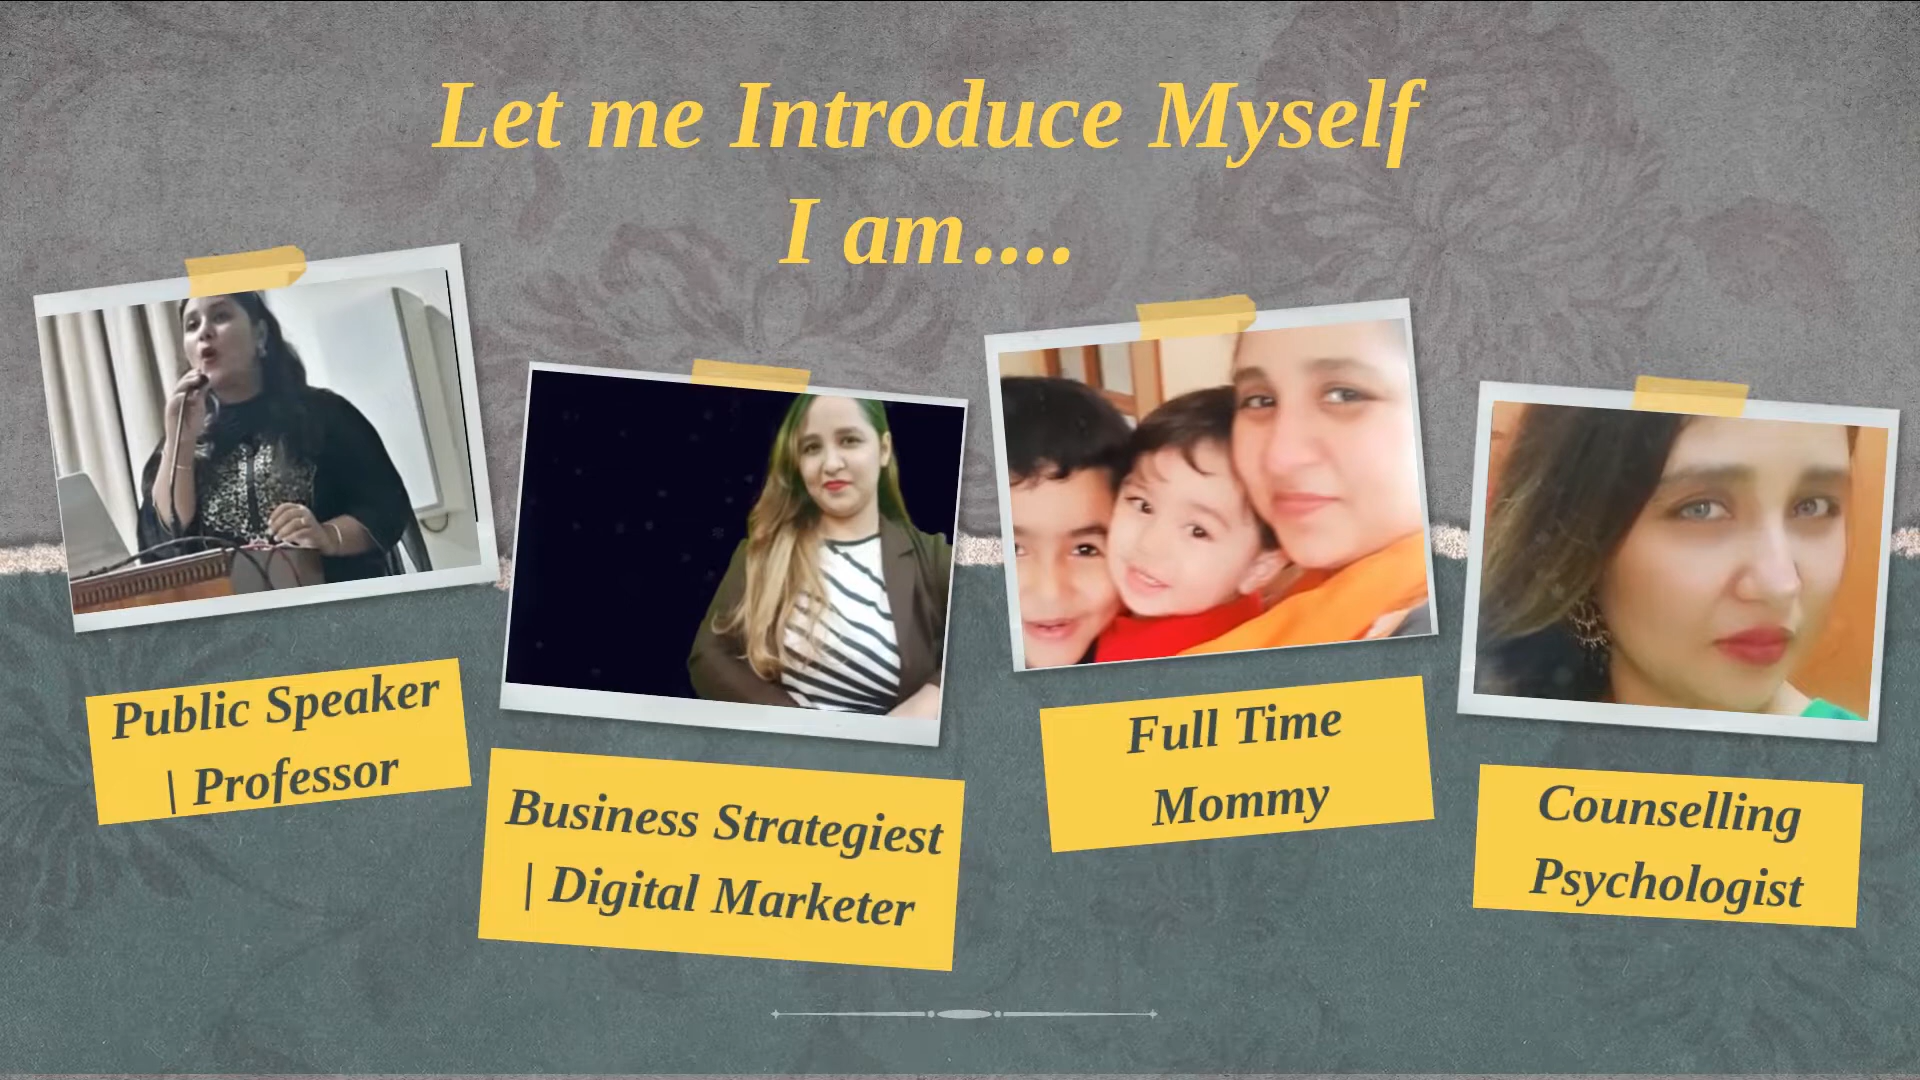 Let me Introduce Myself
I am....
Public Speaker
| Professor
Business Strategiest
| Digital Marketer
Full Time
Mommy
Counselling
Psychologist